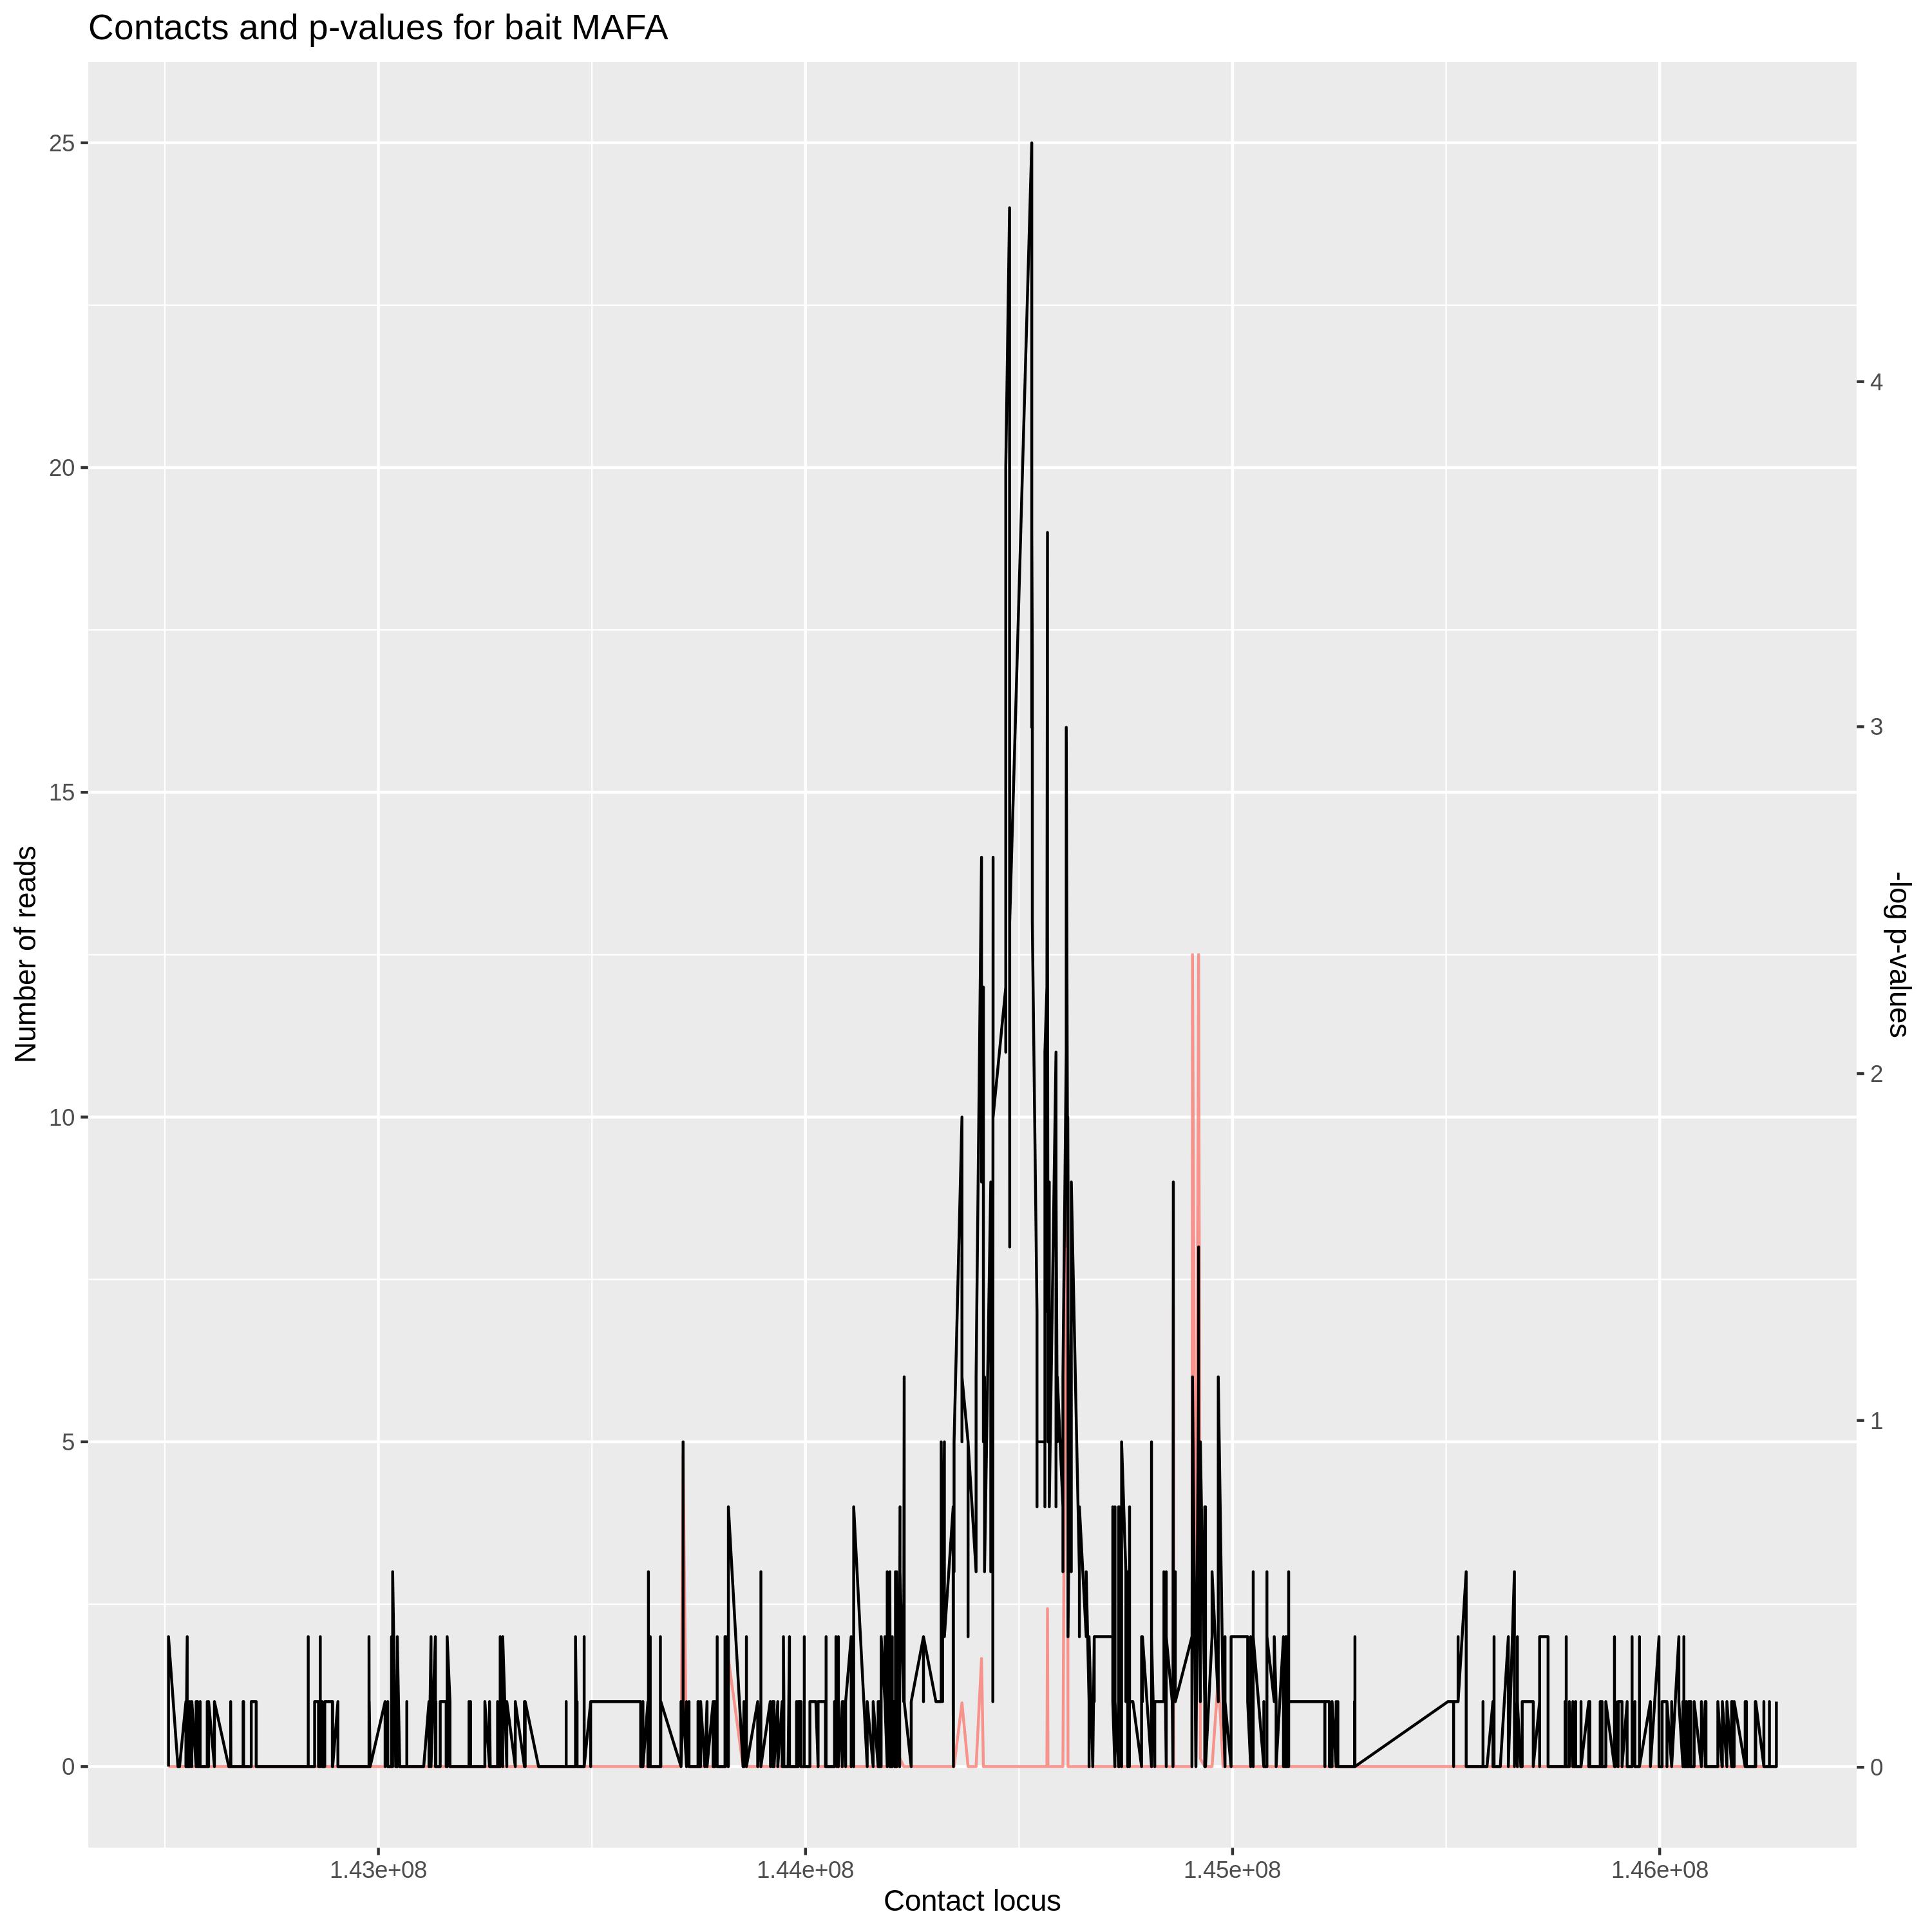 Contacts and p-values for bait MAFA
25
20
15
10
5
0
Number of reads
4
3
2
1
0
-log p-values
1.43e+08
1.44e+08
1.45e+08
1.46e+08
Contact locus